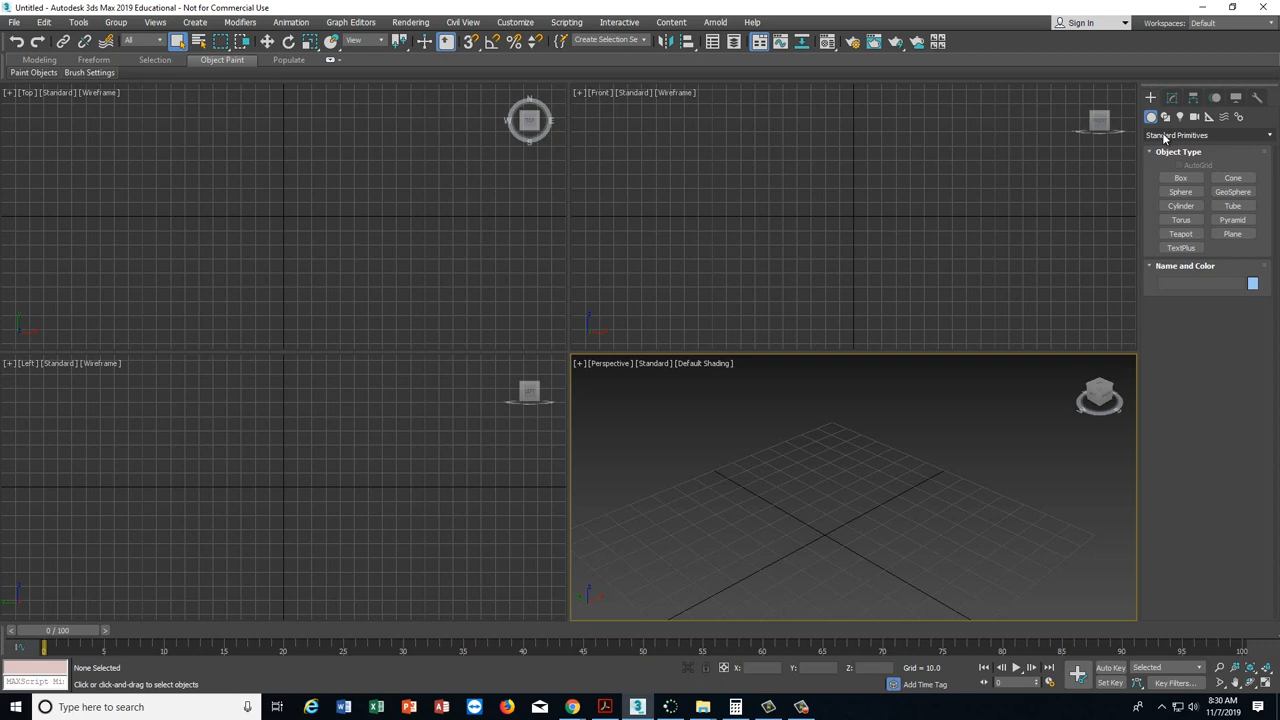 Untitled - Autodesk 3ds Max 2019 Educational - Not for Commercial Use
File Edit Tools Group Views Create Modifiers Animation Graph Editors Rendering Civil View Customize Scripting Interactive Content Arnold Help
Sign In Workspaces: Default
All View Create Selection Se
Modeling Freeform Selection Object Paint Populate
Paint Objects Brush Settings
[+] [Top] [Standard] [Wireframe]
N
W TOP E
S
[+] [Front] [Standard] [Wireframe]
Standard Primitives
Object Type
AutoGrid
Box Cone
Sphere GeoSphere
Cylinder Tube
Torus Pyramid
Teapot Plane
TextPlus
Name and Color
[+] [Left] [Standard] [Wireframe]
[+] [Perspective] [Standard] [Default Shading]
< 0 / 100 >
0 5 10 15 20 25 30 35 40 45 50 55 60 65 70 75 80 85 90 95 100
None Selected X: Y: Z: Grid = 10.0 Auto Key Selected
MAXScript Mi Click or click-and-drag to select objects Add Time Tag 0 Set Key Key Filters...
Type here to search
8:30 AM
11/7/2019